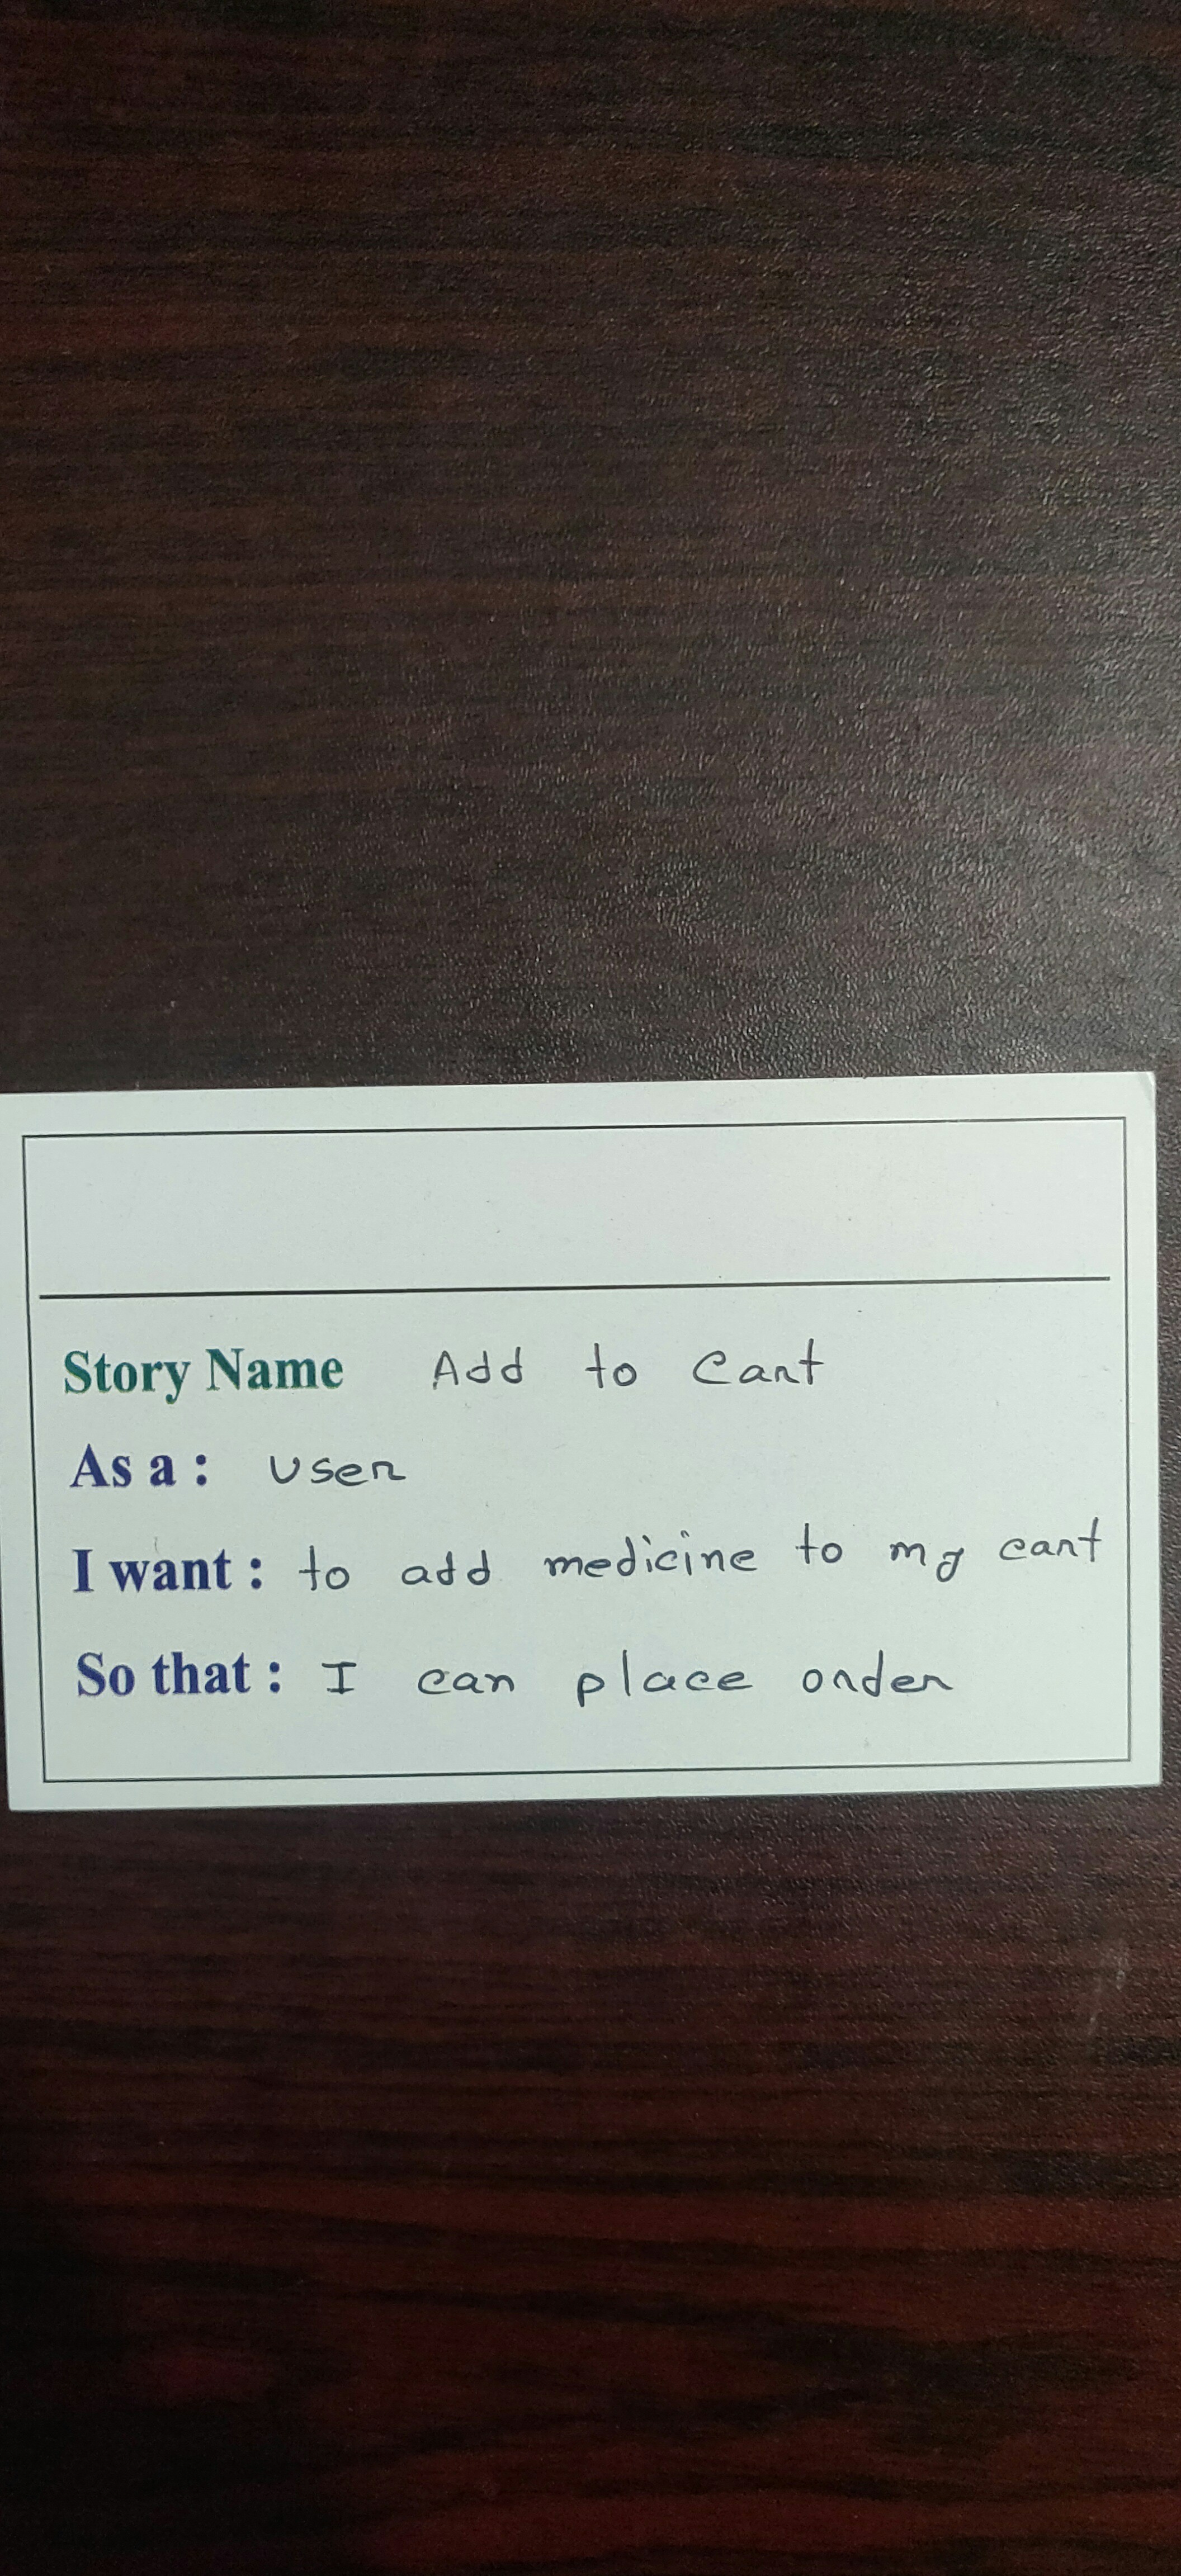 Story Name Add to Cart
As a : user
I want : to add medicine to my cart
So that : I can place order